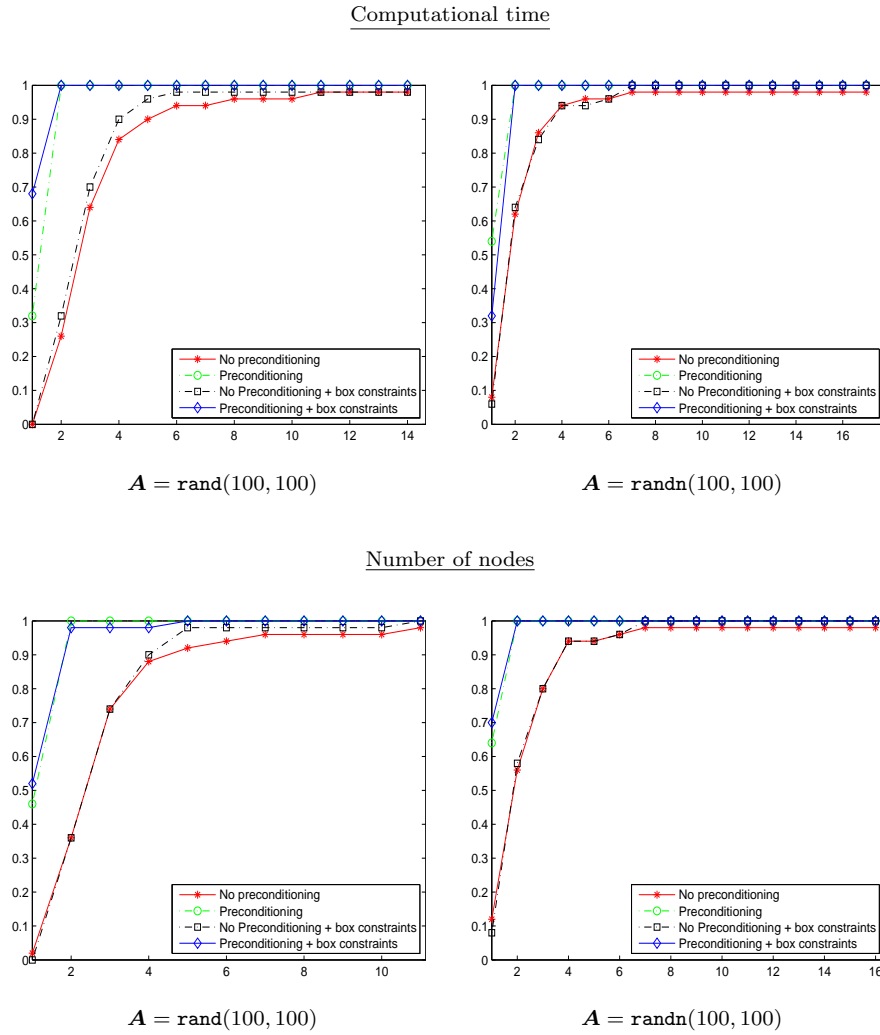 Computational time
1
0.9
0.8
0.7
0.6
0.5
0.4
0.3
0.2
0.1
0
2 4 6 8 10 12 14
No preconditioning
Preconditioning
No Preconditioning + box constraints
Preconditioning + box constraints
A = rand(100, 100)
1
0.9
0.8
0.7
0.6
0.5
0.4
0.3
0.2
0.1
0
2 4 6 8 10 12 14 16
No preconditioning
Preconditioning
No Preconditioning + box constraints
Preconditioning + box constraints
A = randn(100, 100)
Number of nodes
1
0.9
0.8
0.7
0.6
0.5
0.4
0.3
0.2
0.1
0
2 4 6 8 10
No preconditioning
Preconditioning
No Preconditioning + box constraints
Preconditioning + box constraints
A = rand(100, 100)
1
0.9
0.8
0.7
0.6
0.5
0.4
0.3
0.2
0.1
0
2 4 6 8 10 12 14 16
No preconditioning
Preconditioning
No Preconditioning + box constraints
Preconditioning + box constraints
A = randn(100, 100)